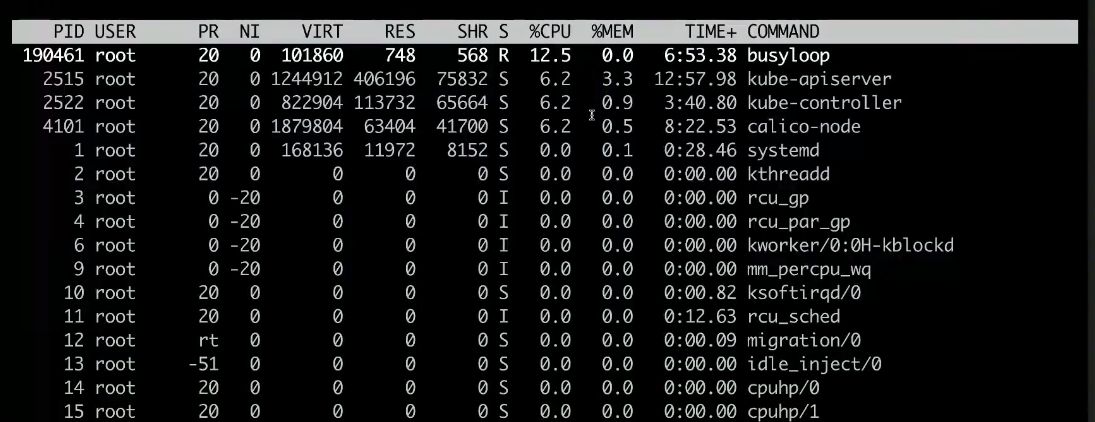 PID USER PR NI VIRT RES SHR S %CPU %MEM TIME+ COMMAND
190461 root 20 0 101860 748 568 R 12.5 0.0 6:53.38 busyloop
2515 root 20 0 1244912 406196 75832 S 6.2 3.3 12:57.98 kube-apiserver
2522 root 20 0 822904 113732 65664 S 6.2 0.9 3:40.80 kube-controller
4101 root 20 0 1879804 63404 41700 S 6.2 0.5 8:22.53 calico-node
1 root 20 0 168136 11972 8152 S 0.0 0.1 0:28.46 systemd
2 root 20 0 0 0 0 S 0.0 0.0 0:00.00 kthreadd
3 root 0 -20 0 0 0 I 0.0 0.0 0:00.00 rcu_gp
4 root 0 -20 0 0 0 I 0.0 0.0 0:00.00 rcu_par_gp
6 root 0 -20 0 0 0 I 0.0 0.0 0:00.00 kworker/0:0H-kblockd
9 root 0 -20 0 0 0 I 0.0 0.0 0:00.00 mm_percpu_wq
10 root 20 0 0 0 0 S 0.0 0.0 0:00.82 ksoftirqd/0
11 root 20 0 0 0 0 I 0.0 0.0 0:12.63 rcu_sched
12 root rt 0 0 0 0 S 0.0 0.0 0:00.09 migration/0
13 root -51 0 0 0 0 S 0.0 0.0 0:00.00 idle_inject/0
14 root 20 0 0 0 0 S 0.0 0.0 0:00.00 cpuhp/0
15 root 20 0 0 0 0 S 0.0 0.0 0:00.00 cpuhp/1